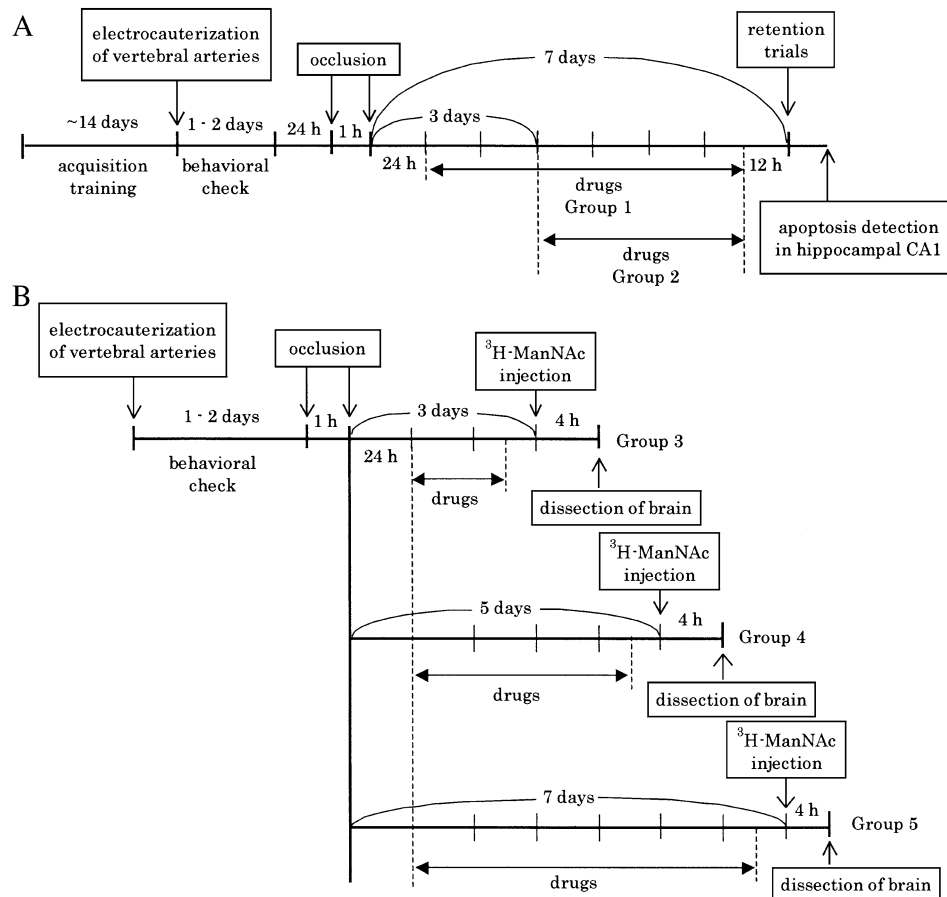 A
electrocauterization
of vertebral arteries
occlusion
retention
trials
7 days
~14 days
1 - 2 days
24 h
1 h
3 days
acquisition
training
behavioral
check
24 h
12 h
drugs
Group 1
drugs
Group 2
apoptosis detection
in hippocampal CA1
B
electrocauterization
of vertebral arteries
occlusion
³H-ManNAc
injection
1 - 2 days
1 h
3 days
4 h
Group 3
behavioral
check
24 h
drugs
dissection of brain
³H-ManNAc
injection
5 days
4 h
Group 4
drugs
dissection of brain
³H-ManNAc
injection
7 days
4 h
Group 5
drugs
dissection of brain